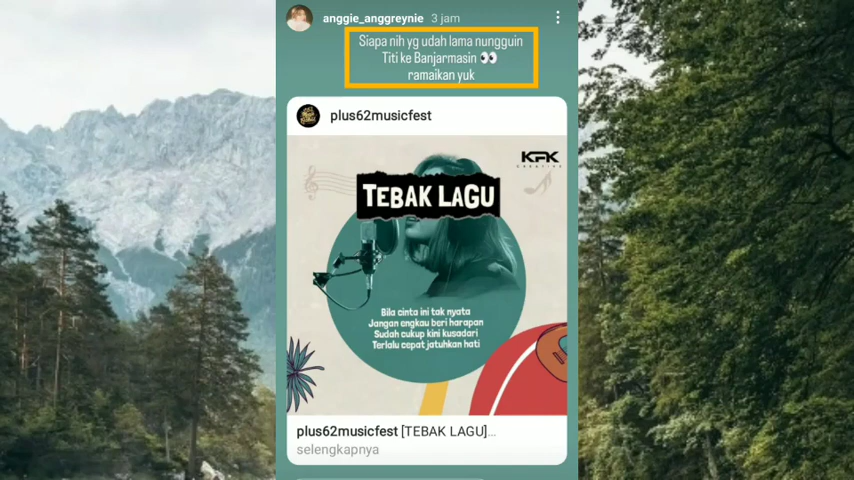 anggie_anggreynie 3 jam
Siapa nih yg udah lama nungguin
Titi ke Banjarmasin 👀
ramaikan yuk
plus62musicfest
KPK
CREATIVE
TEBAK LAGU
Bila cinta ini tak nyata
Jangan engkau beri harapan
Sudah cukup kini kusadari
Terlalu cepat jatuhkan hati
plus62musicfest [TEBAK LAGU]...
selengkapnya